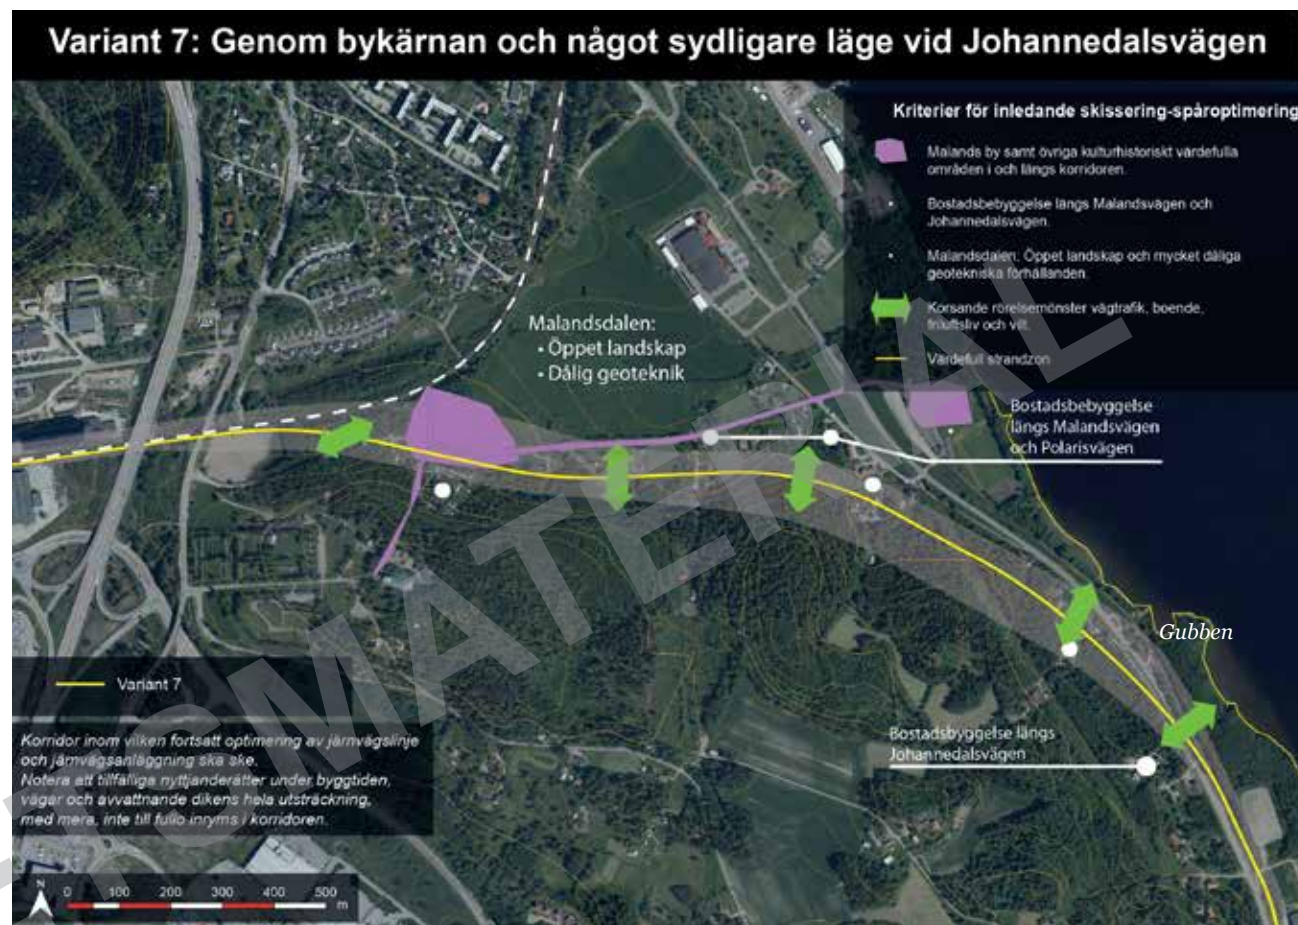 Variant 7: Genom bykärnan och något sydligare läge vid Johannedalsvägen
Kriterier för inledande skissering-spåroptimering
Malands by samt övriga kulturhistoriskt värdefulla
områden i och längs korridoren.
Bostadsbebyggelse längs Malandsvägen och
Johannedalsvägen.
Malandsdalen: Öppet landskap och mycket dåliga
geotekniska förhållanden.
Korsande rörelsemönster vägtrafik, boende,
friluftsliv och vilt.
Värdefull strandzon
Malandsdalen:
• Öppet landskap
• Dålig geoteknik
Bostadsbebyggelse
längs Malandsvägen
och Polarisvägen
Gubben
Bostadsbyggelse längs
Johannedalsvägen
Variant 7
Korridor inom vilken fortsatt optimering av järnvägslinje
och järnvägsanläggning ska ske.
Notera att tillfälliga nyttjanderätter under byggtiden,
vägar och avvattnande dikens hela utsträckning,
med mera, inte till fullo inryms i korridoren.
N
0 100 200 300 400 500
m
TSMATERIAL